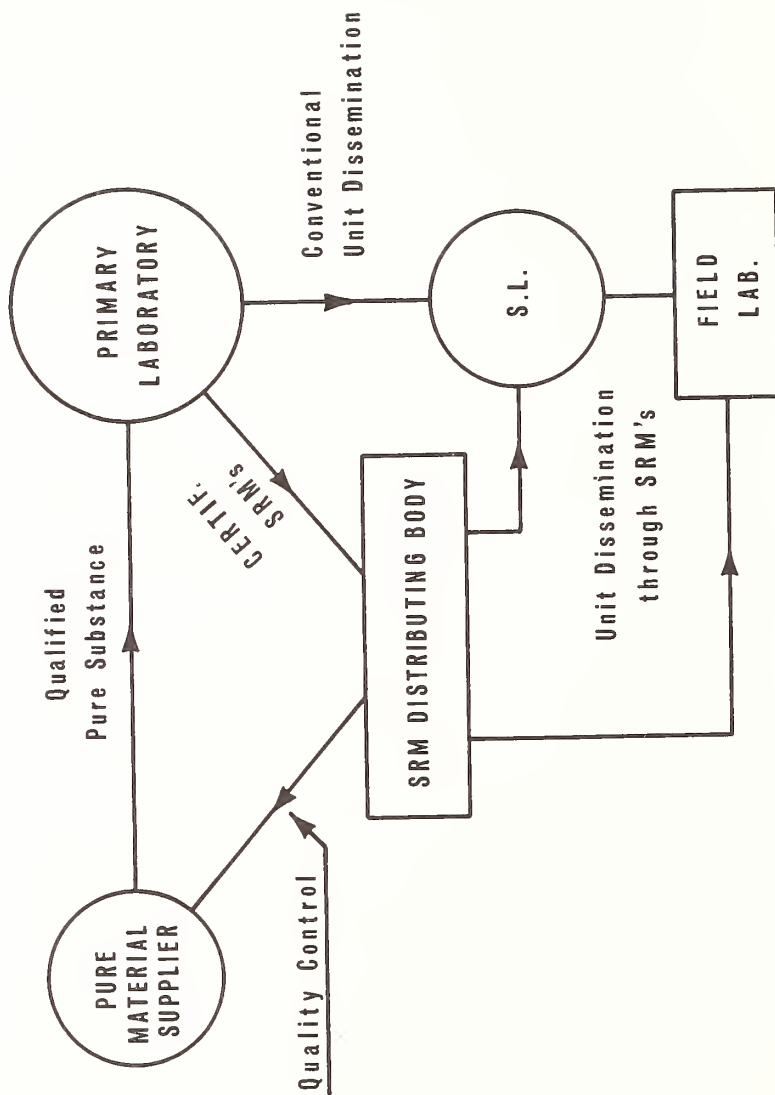 PURE
MATERIAL
SUPPLIER
Qualified
Pure Substance
PRIMARY
LABORATORY
Quality Control
CERTIF.
SRM's
Conventional
Unit Dissemination
SRM DISTRIBUTING BODY
S.L.
Unit Dissemination
through SRM's
FIELD
LAB.